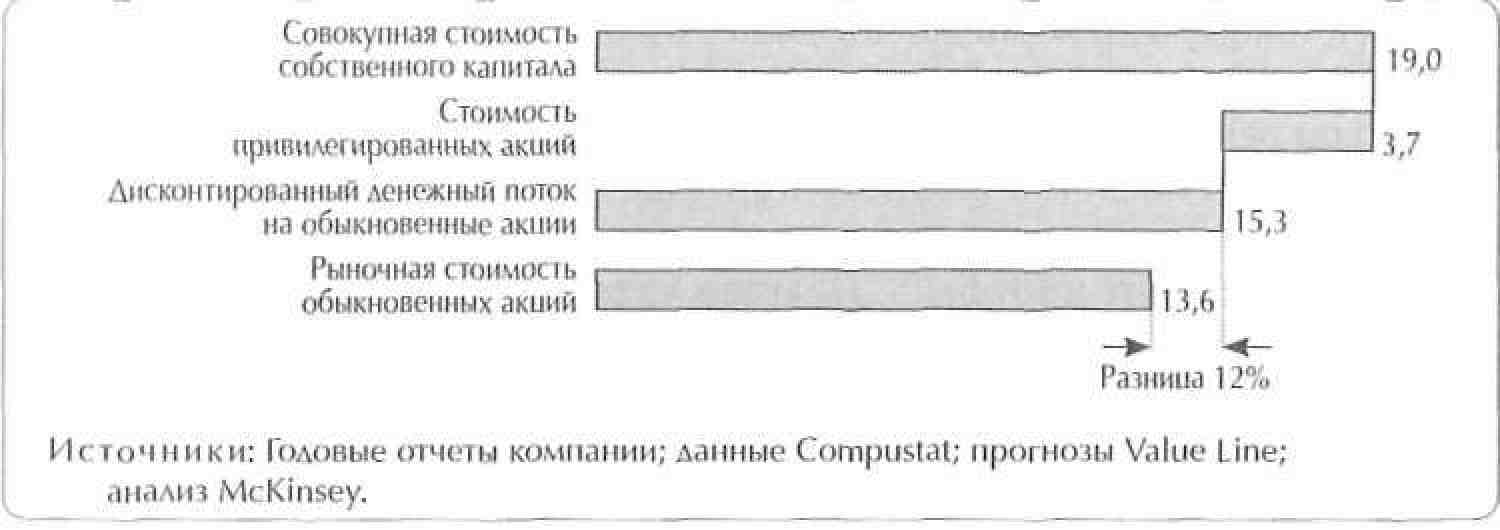 Совокупная стоимость
собственного капитала
19,0
Стоимость
привилегированных акций
3,7
Дисконтированный денежный поток
на обыкновенные акции
15,3
Рыночная стоимость
обыкновенных акций
13,6
Разница 12%
Источники: Годовые отчеты компании; данные Compustat; прогнозы Value Line;
анализ McKinsey.